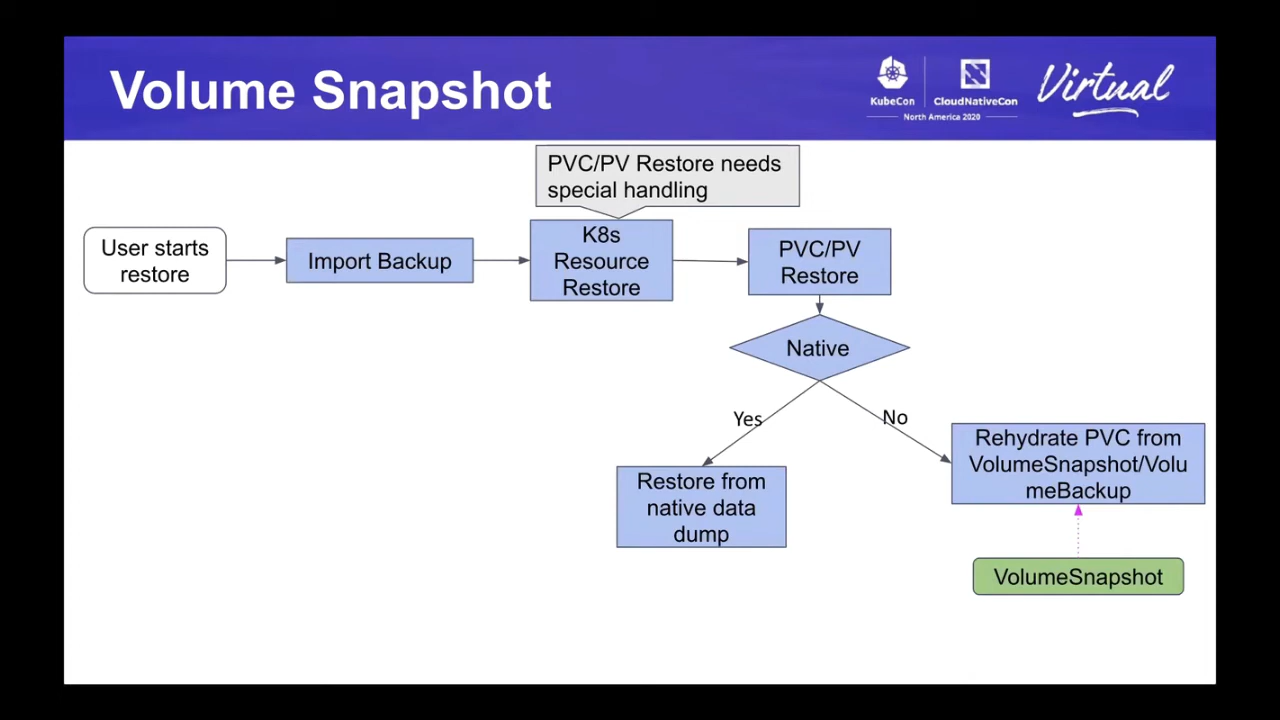 Volume Snapshot
KubeCon
CloudNativeCon
North America 2020
Virtual
PVC/PV Restore needs
special handling
User starts
restore
Import Backup
K8s
Resource
Restore
PVC/PV
Restore
Native
Yes
No
Restore from
native data
dump
Rehydrate PVC from
VolumeSnapshot/Volu
meBackup
VolumeSnapshot